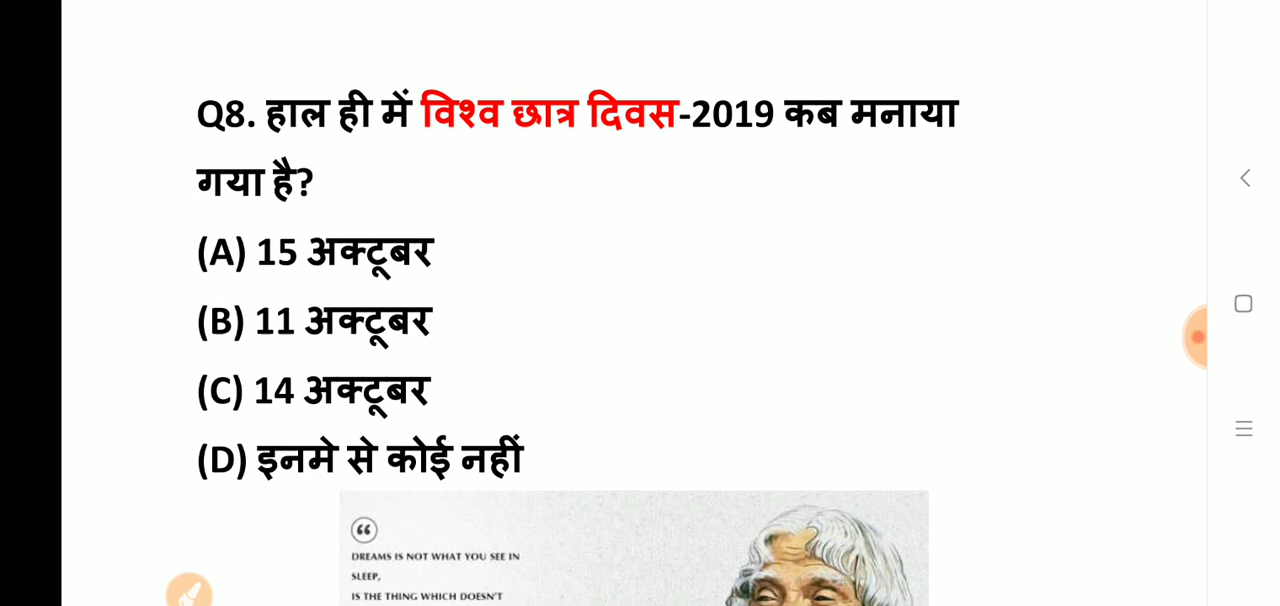 Q8. हाल ही में विश्व छात्र दिवस-2019 कब मनाया
गया है?
(A) 15 अक्टूबर
(B) 11 अक्टूबर
(C) 14 अक्टूबर
(D) इनमे से कोई नहीं
DREAMS IS NOT WHAT YOU SEE IN
SLEEP,
IS THE THING WHICH DOESN'T